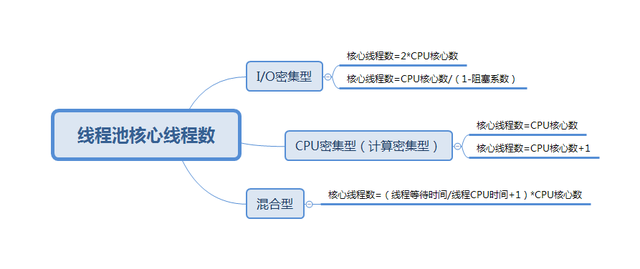 线程池核心线程数
I/O密集型
核心线程数=2*CPU核心数
核心线程数=CPU核心数/（1-阻塞系数）
CPU密集型（计算密集型）
核心线程数=CPU核心数
核心线程数=CPU核心数+1
混合型
核心线程数=（线程等待时间/线程CPU时间+1）*CPU核心数